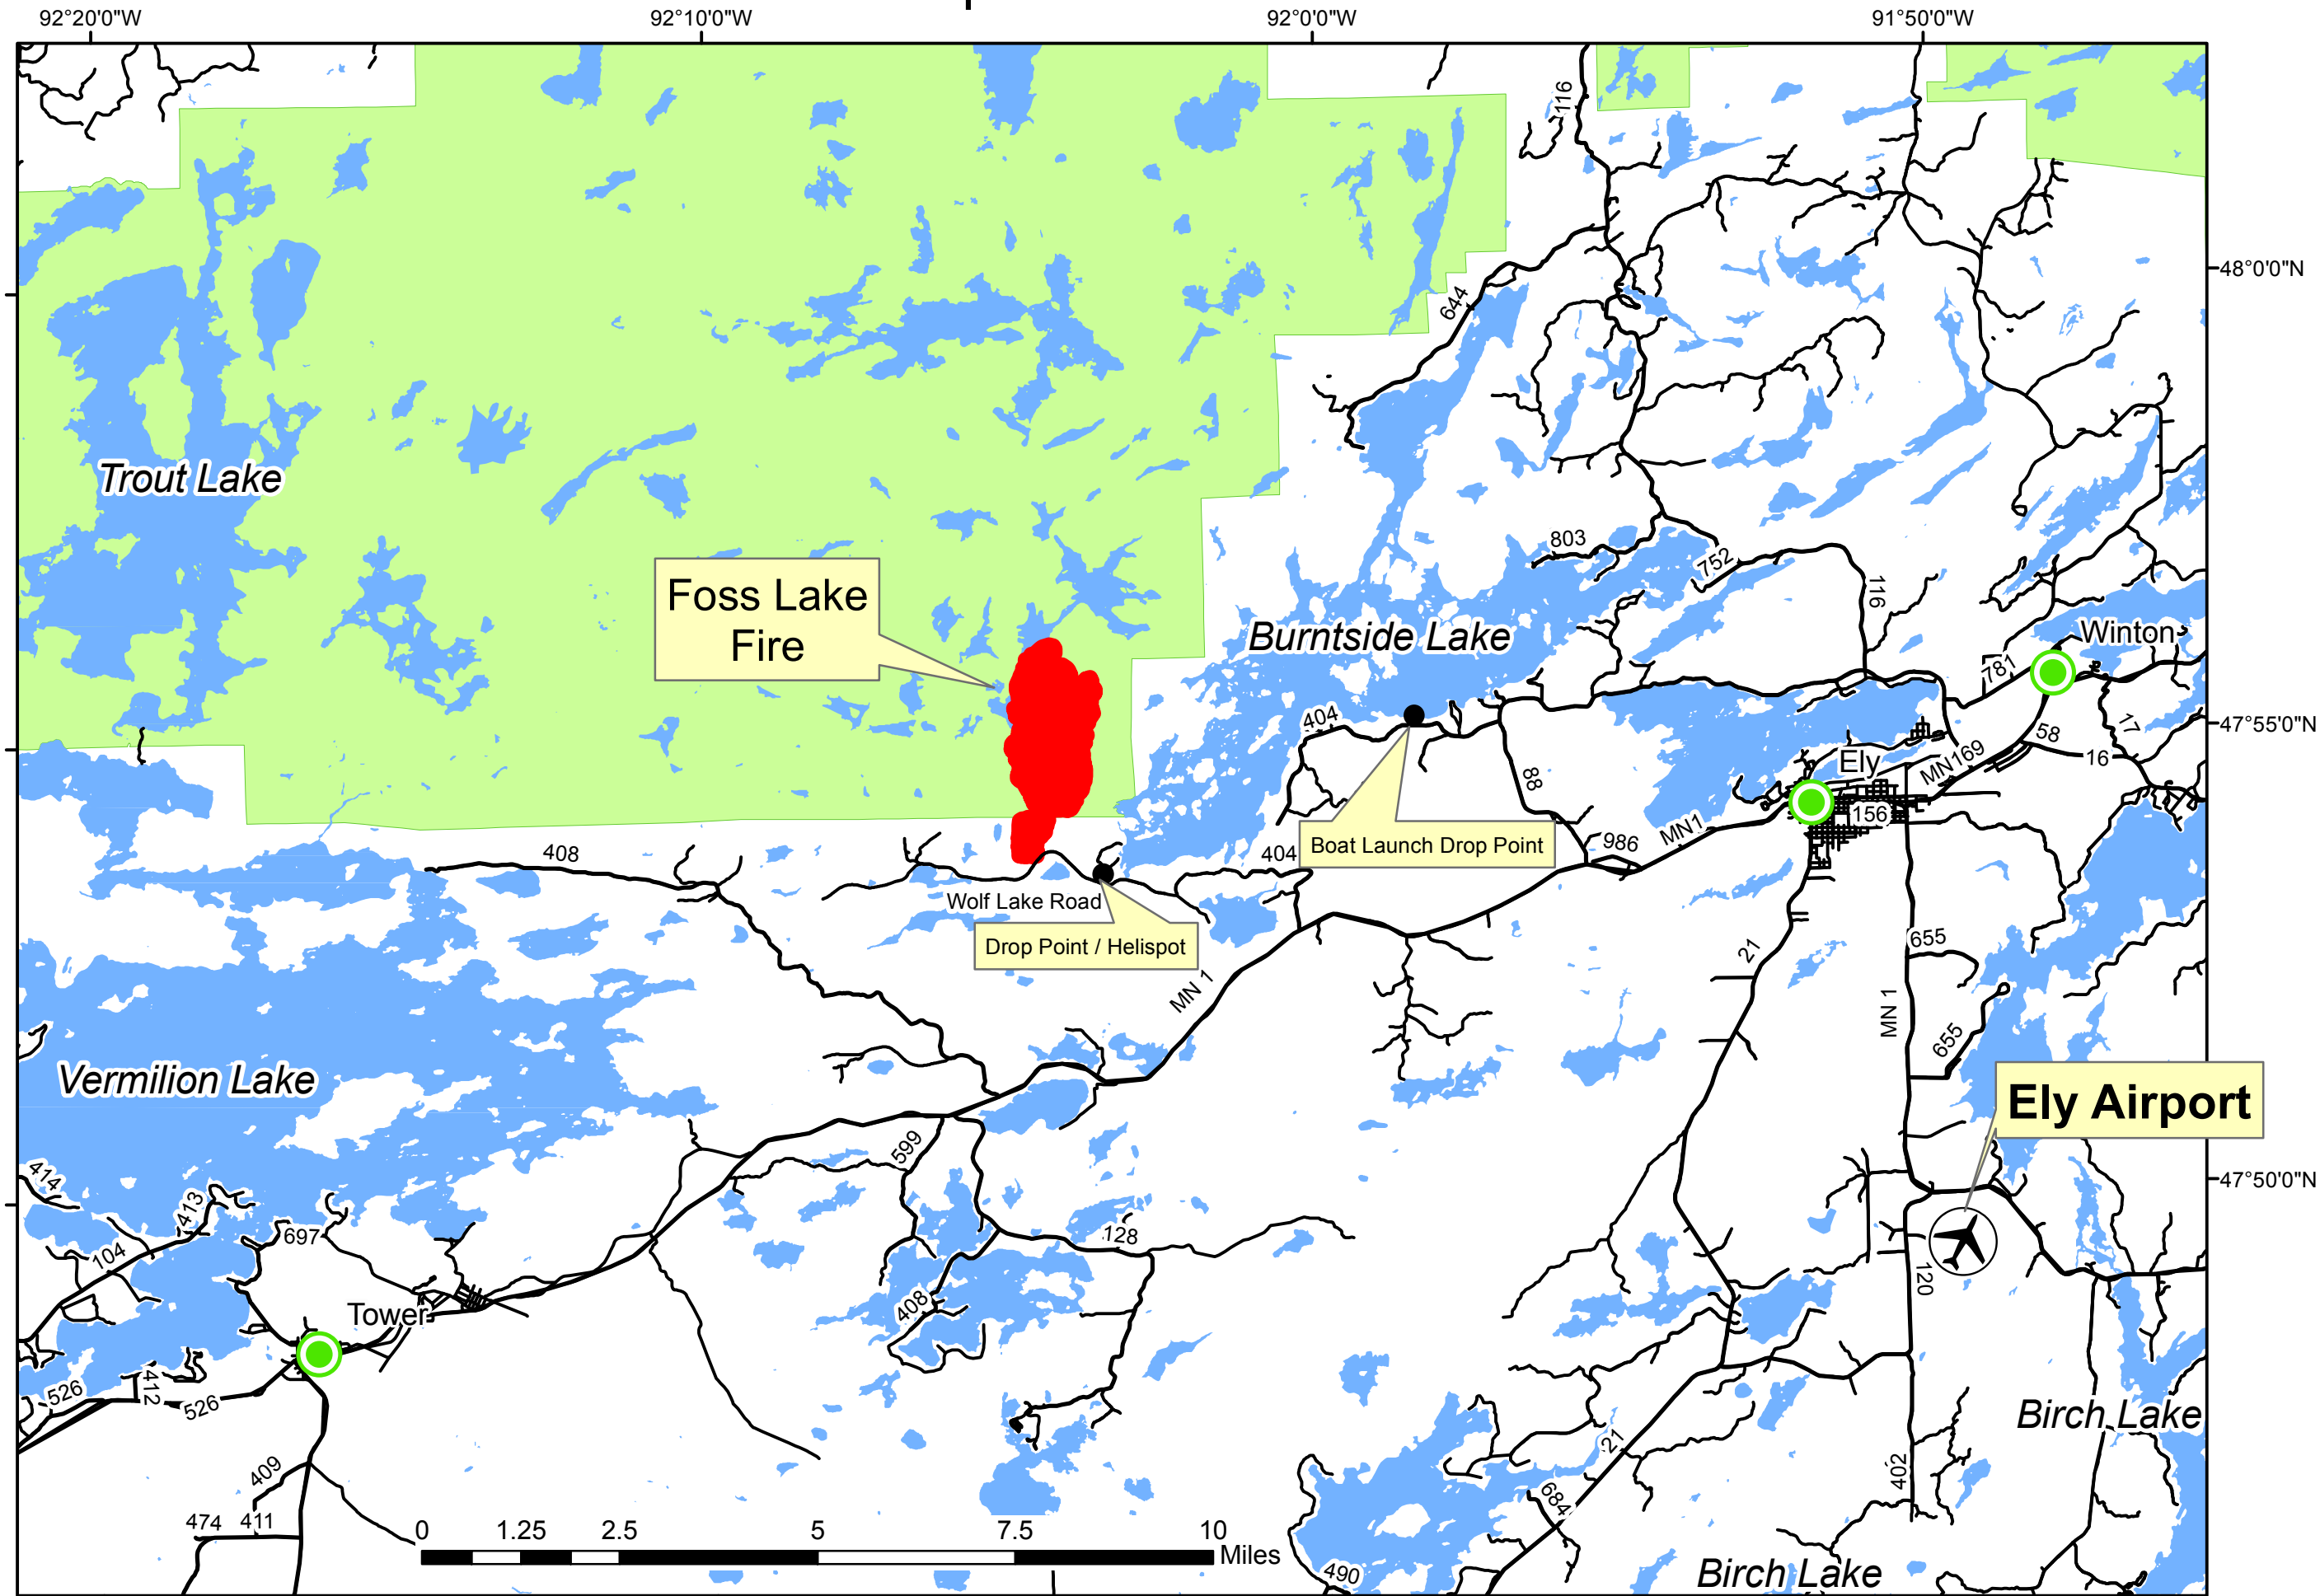 92°20'0"W
92°10'0"W
92°0'0"W
91°50'0"W
116
48°0'0"N
644
Trout Lake
803
752
Foss Lake
Fire
116
Burntside Lake
Winton
781
404
17
47°55'0"N
58
16
Ely
MN169
88
156
MN1
986
Boat Launch Drop Point
408
404
Wolf Lake Road
Drop Point / Helispot
21
655
MN 1
MN 1
655
Vermilion Lake
Ely Airport
599
414
47°50'0"N
413
697
128
104
120
408
Tower
412
526
526
Birch Lake
21
409
402
684
474
411
0
1.25
2.5
5
7.5
10
Miles
490
Birch Lake